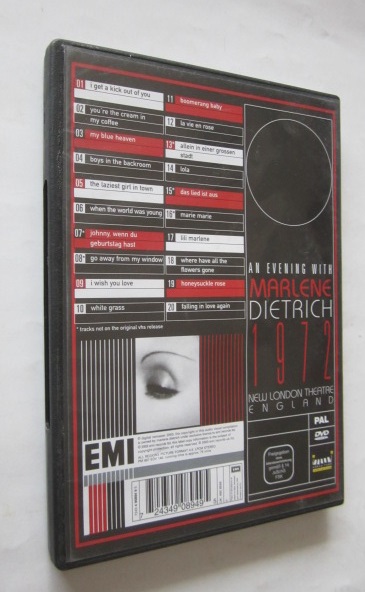 01 i get a kick out of you
02 you're the cream in
my coffee
03 my blue heaven
04 boys in the backroom
05 the laziest girl in town
06 when the world was young
07* johnny, wenn du
geburtstag hast
08* go away from my window
09 i wish you love
10 white grass
11 boomerang baby
12 la vie en rose
13* allein in einer grossen
stadt
14 lola
15* das lied ist aus
16* marie marie
17 lili marlene
18 where have all the
flowers gone
19 honeysuckle rose
20 falling in love again
* tracks not on the original vhs release
AN EVENING WITH
MARLENE
DIETRICH
1972
NEW LONDON THEATRE
ENGLAND
PAL
DVD
EMI
7 24349 08949